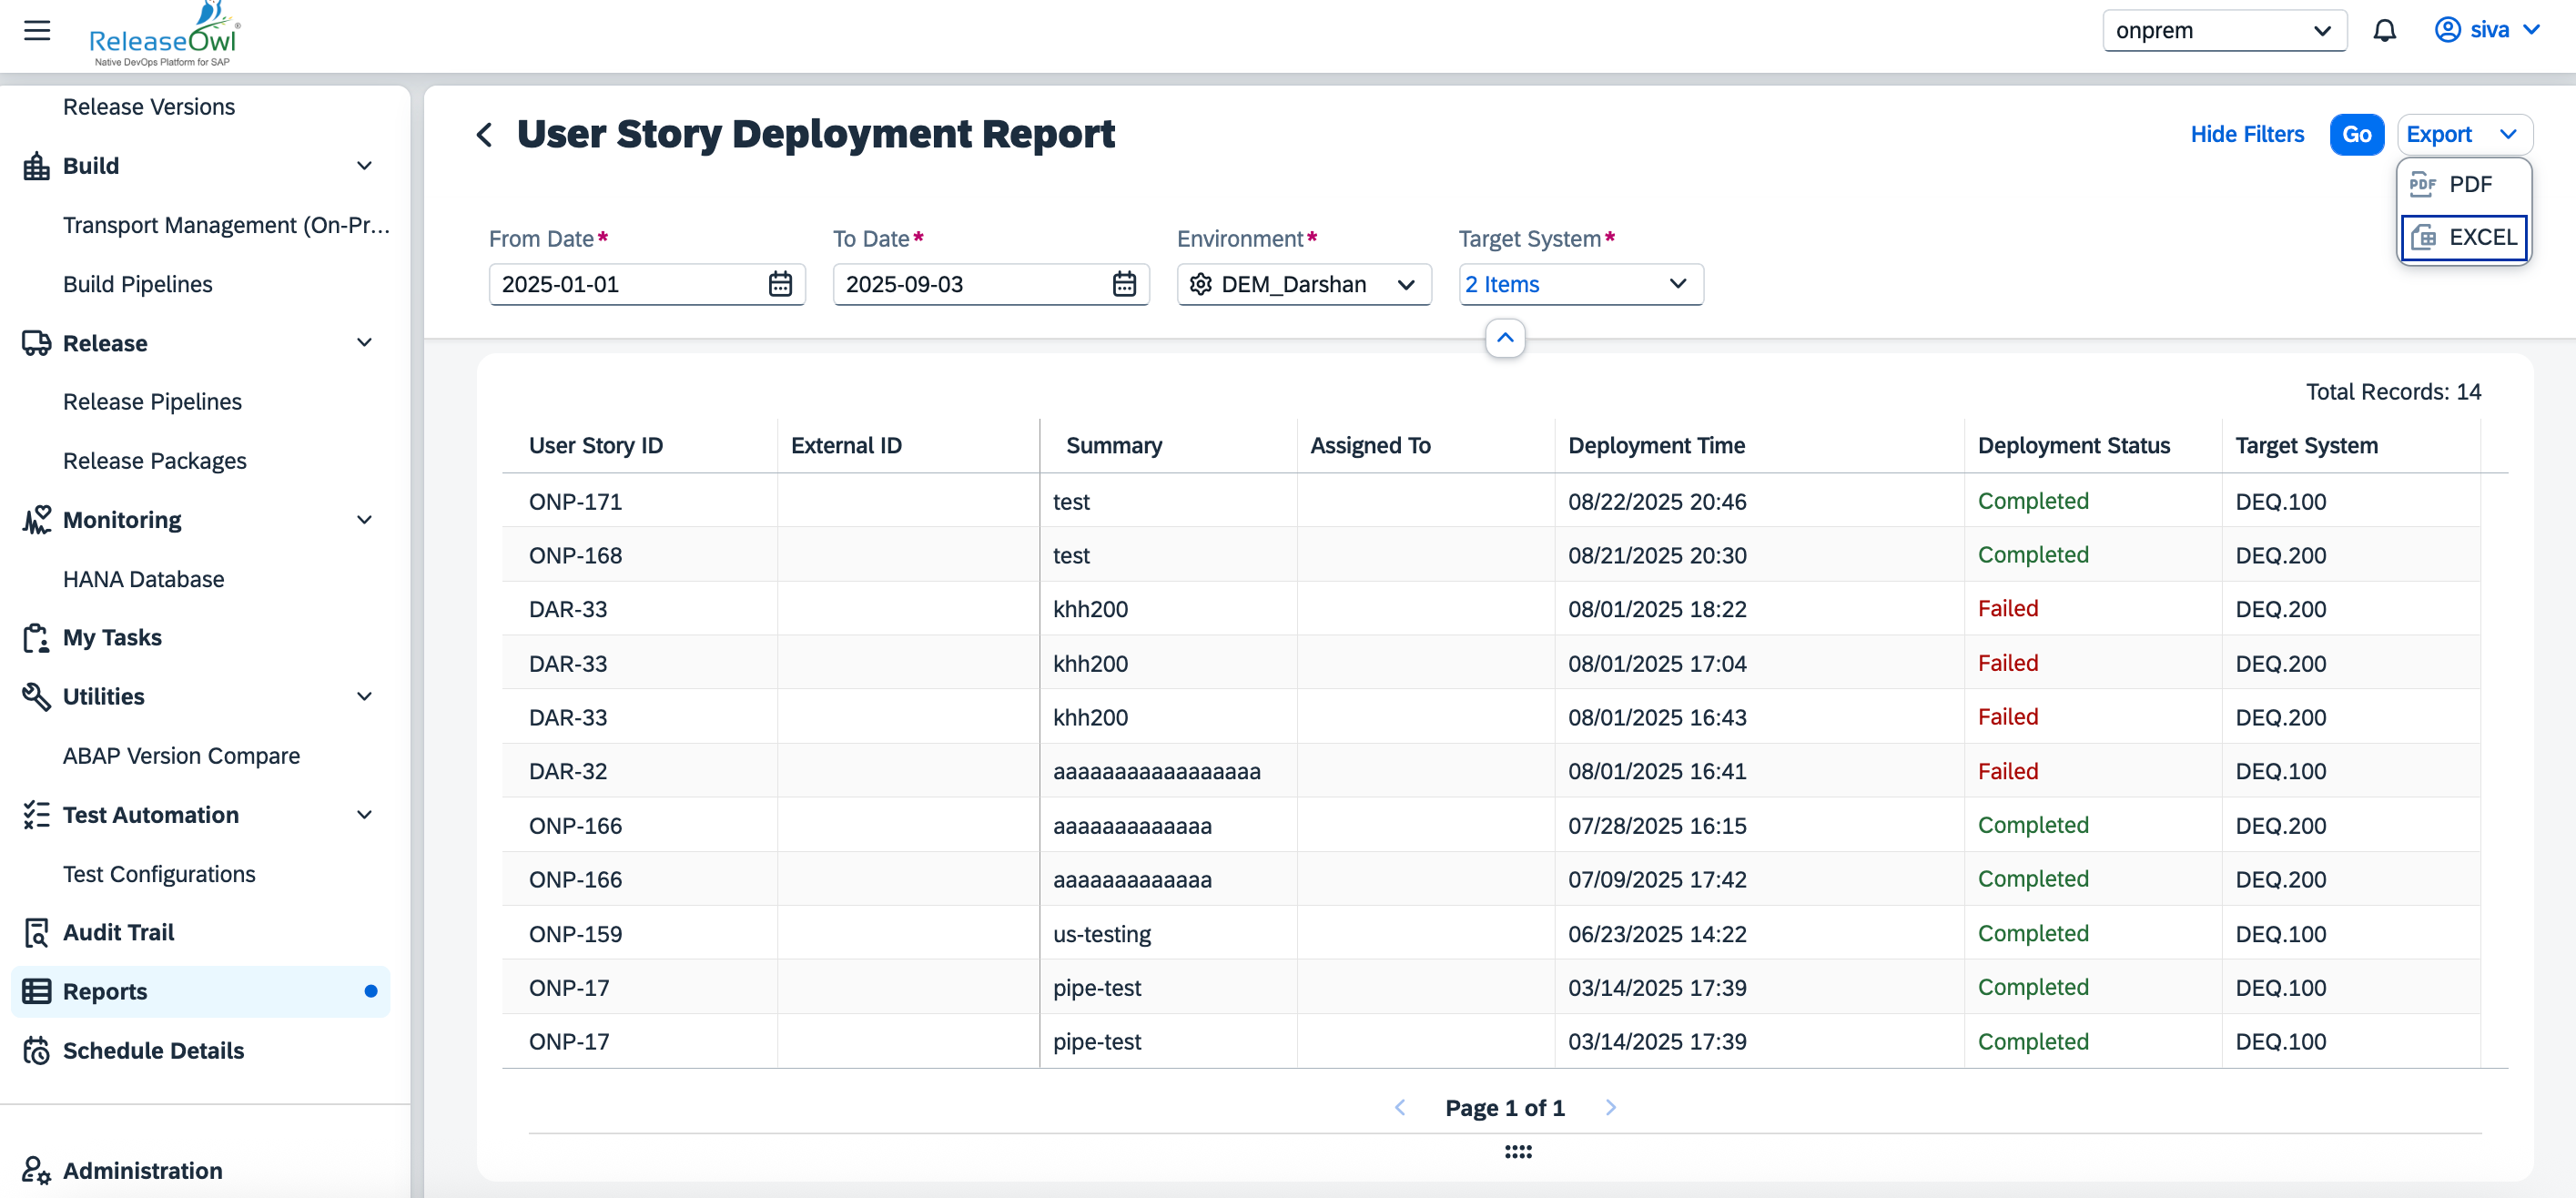 ReleaseOwl
Native DevOps Platform for SAP
onprem
siva
Release Versions
Build
Transport Management (On-Pr...
Build Pipelines
Release
Release Pipelines
Release Packages
Monitoring
HANA Database
My Tasks
Utilities
ABAP Version Compare
Test Automation
Test Configurations
Audit Trail
Reports
Schedule Details
Administration
User Story Deployment Report
Hide Filters
Go
Export
PDF PDF
EXCEL
From Date*
To Date*
Environment*
Target System*
2025-01-01
2025-09-03
DEM_Darshan
2 Items
Total Records: 14
User Story ID External ID Summary Assigned To Deployment Time Deployment Status Target System
ONP-171 test 08/22/2025 20:46 Completed DEQ.100
ONP-168 test 08/21/2025 20:30 Completed DEQ.200
DAR-33 khh200 08/01/2025 18:22 Failed DEQ.200
DAR-33 khh200 08/01/2025 17:04 Failed DEQ.200
DAR-33 khh200 08/01/2025 16:43 Failed DEQ.200
DAR-32 aaaaaaaaaaaaaaaaa 08/01/2025 16:41 Failed DEQ.100
ONP-166 aaaaaaaaaaaaa 07/28/2025 16:15 Completed DEQ.200
ONP-166 aaaaaaaaaaaaa 07/09/2025 17:42 Completed DEQ.200
ONP-159 us-testing 06/23/2025 14:22 Completed DEQ.100
ONP-17 pipe-test 03/14/2025 17:39 Completed DEQ.100
ONP-17 pipe-test 03/14/2025 17:39 Completed DEQ.100
Page 1 of 1